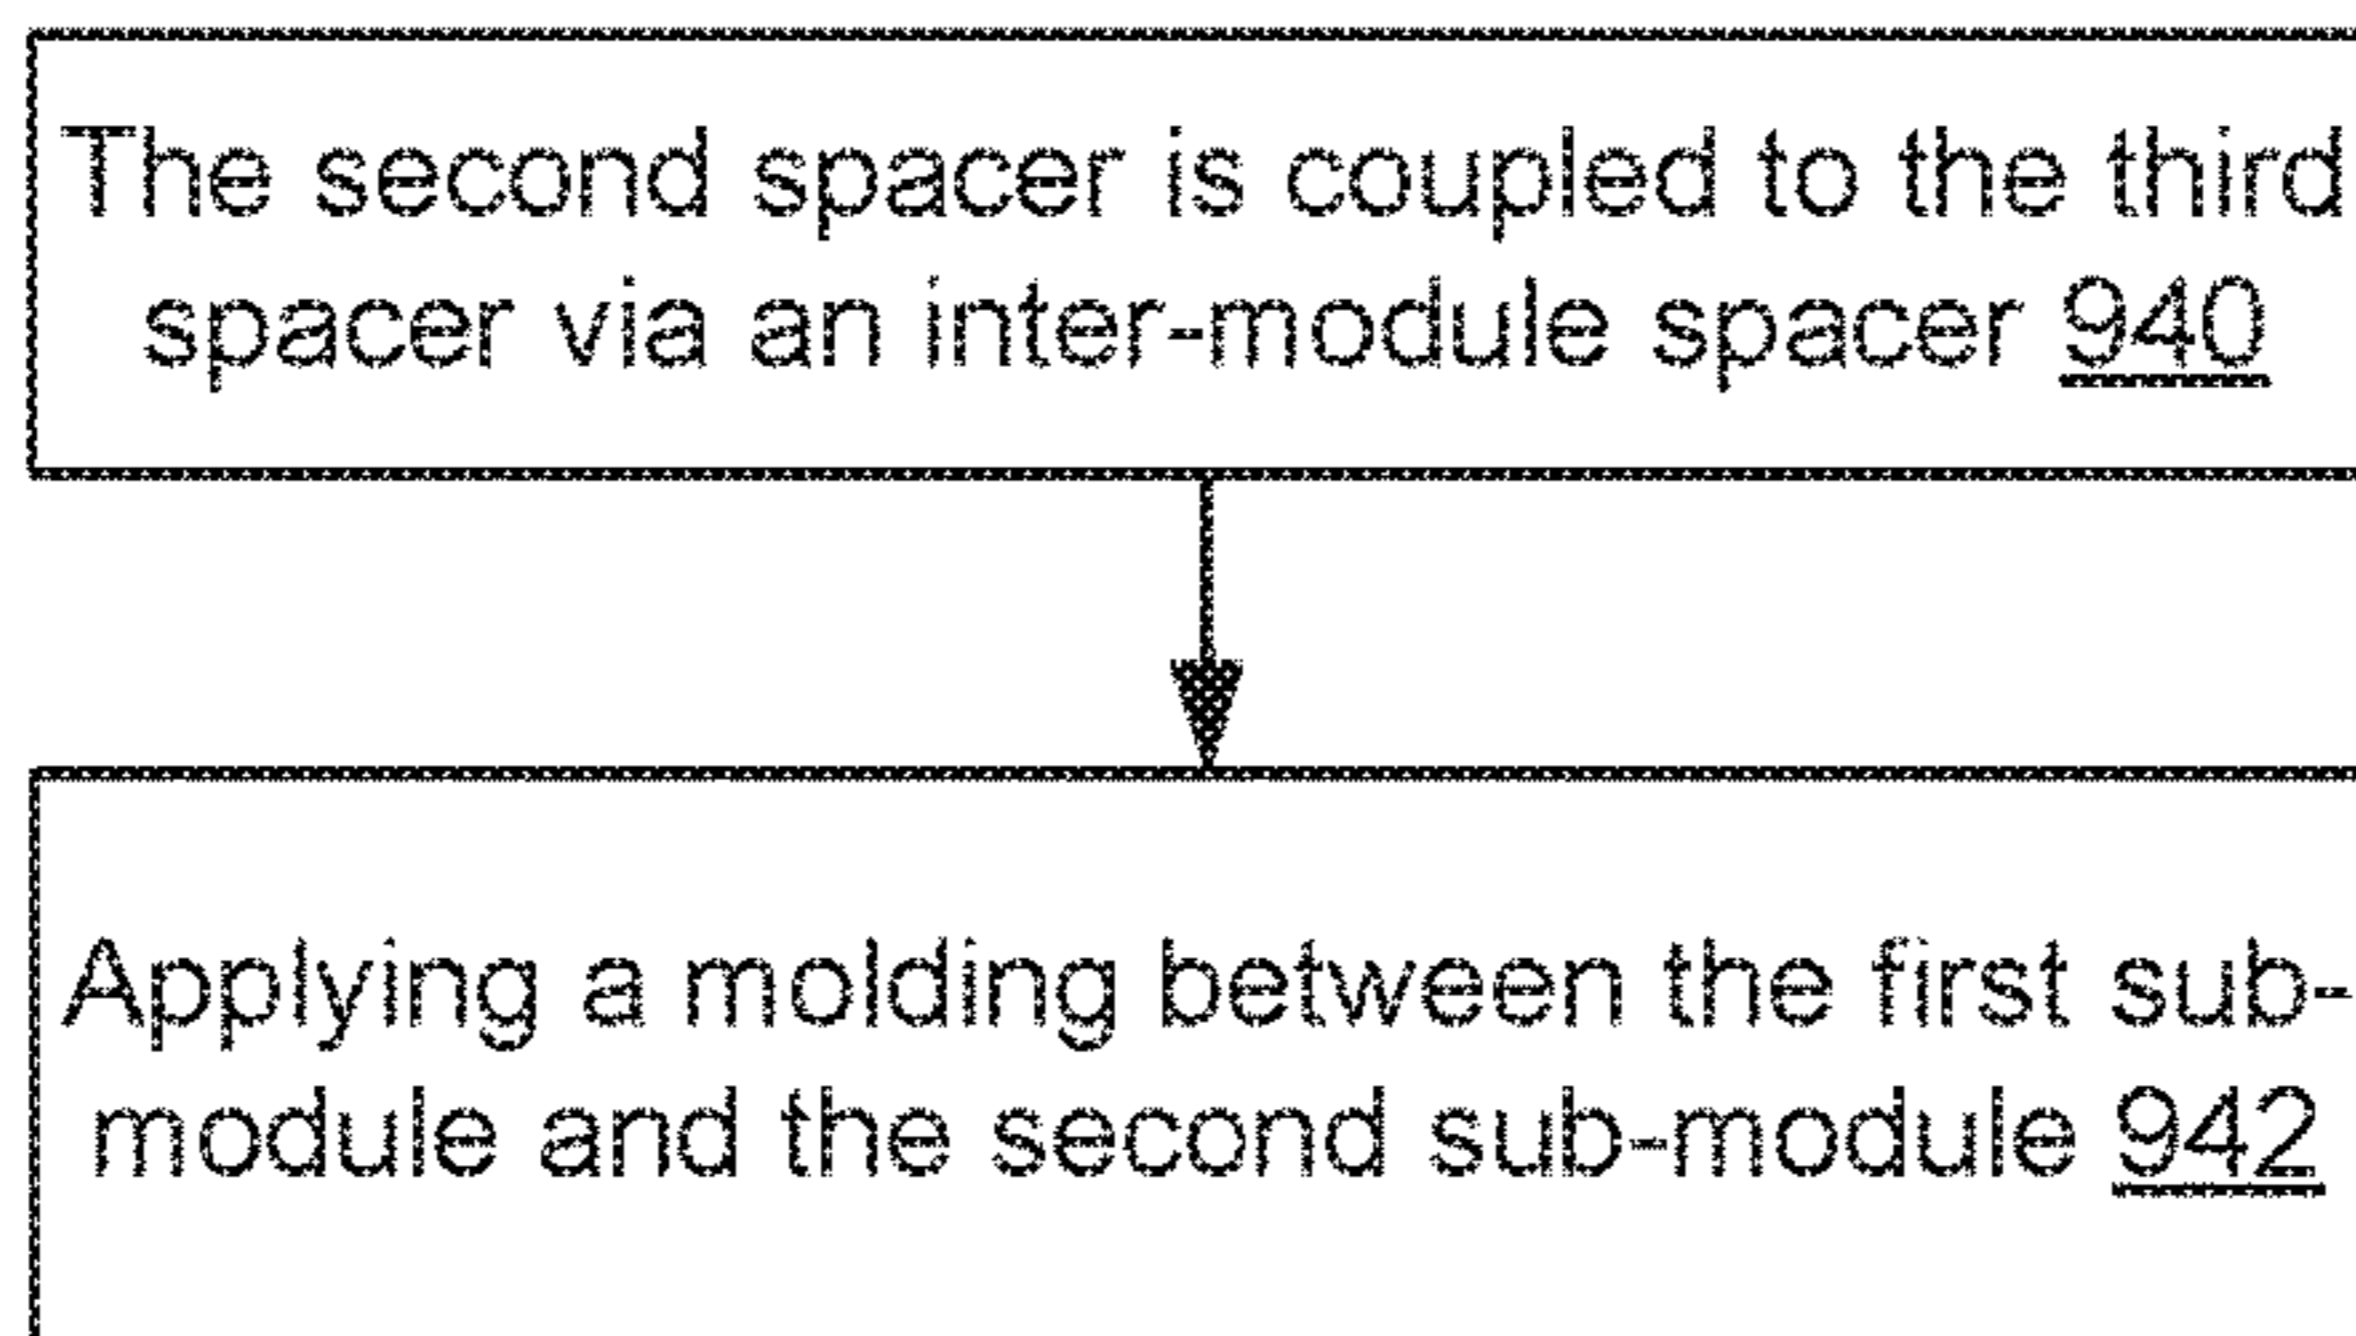 The second spacer is coupled to the third
spacer via an inter-module spacer 940
Applying a molding between the first sub-
module and the second sub-module 942